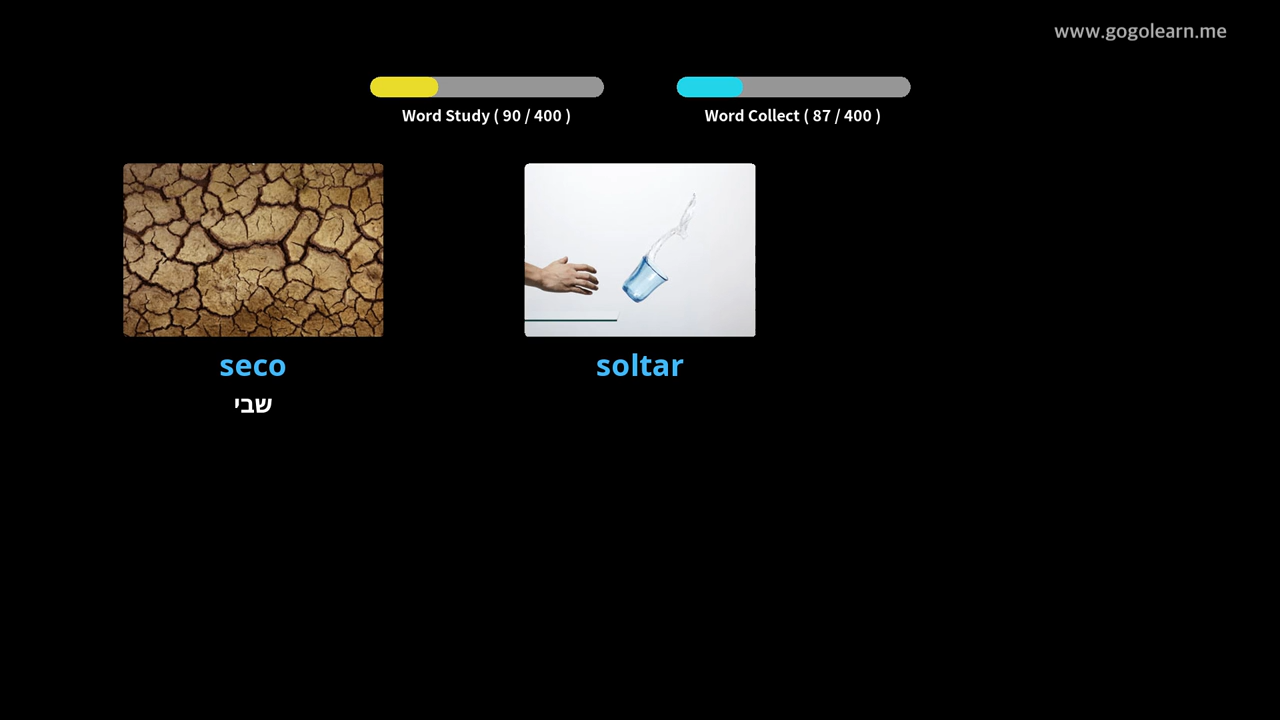 www.gogolearn.me
Word Study ( 90 / 400 )
Word Collect ( 87 / 400 )
seco
שבי
soltar